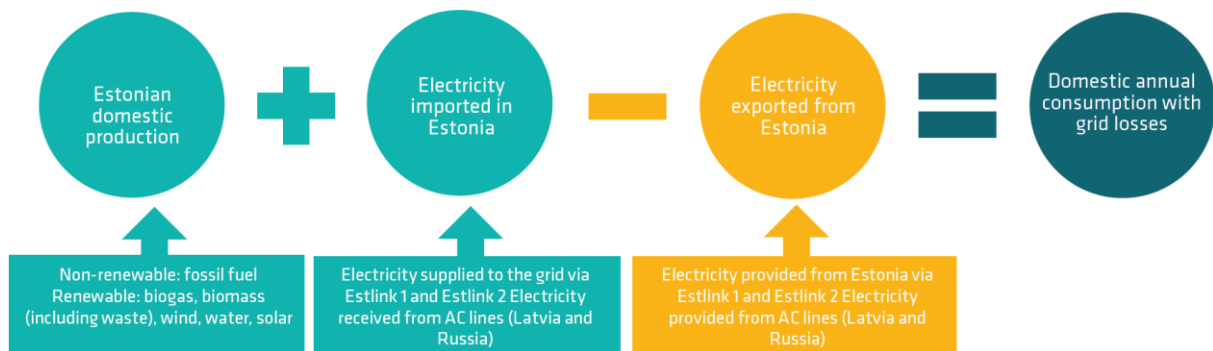 Estonian
domestic
production
Electricity
imported in
Estonia
Electricity
exported from
Estonia
Domestic annual
consumption with
grid losses
Non-renewable: fossil fuel
Renewable: biogas, biomass
(including waste), wind, water, solar
Electricity supplied to the grid via
Estlink 1 and Estlink 2 Electricity
received from AC lines (Latvia and
Russia)
Electricity provided from Estonia via
Estlink 1 and Estlink 2 Electricity
provided from AC lines (Latvia and
Russia)